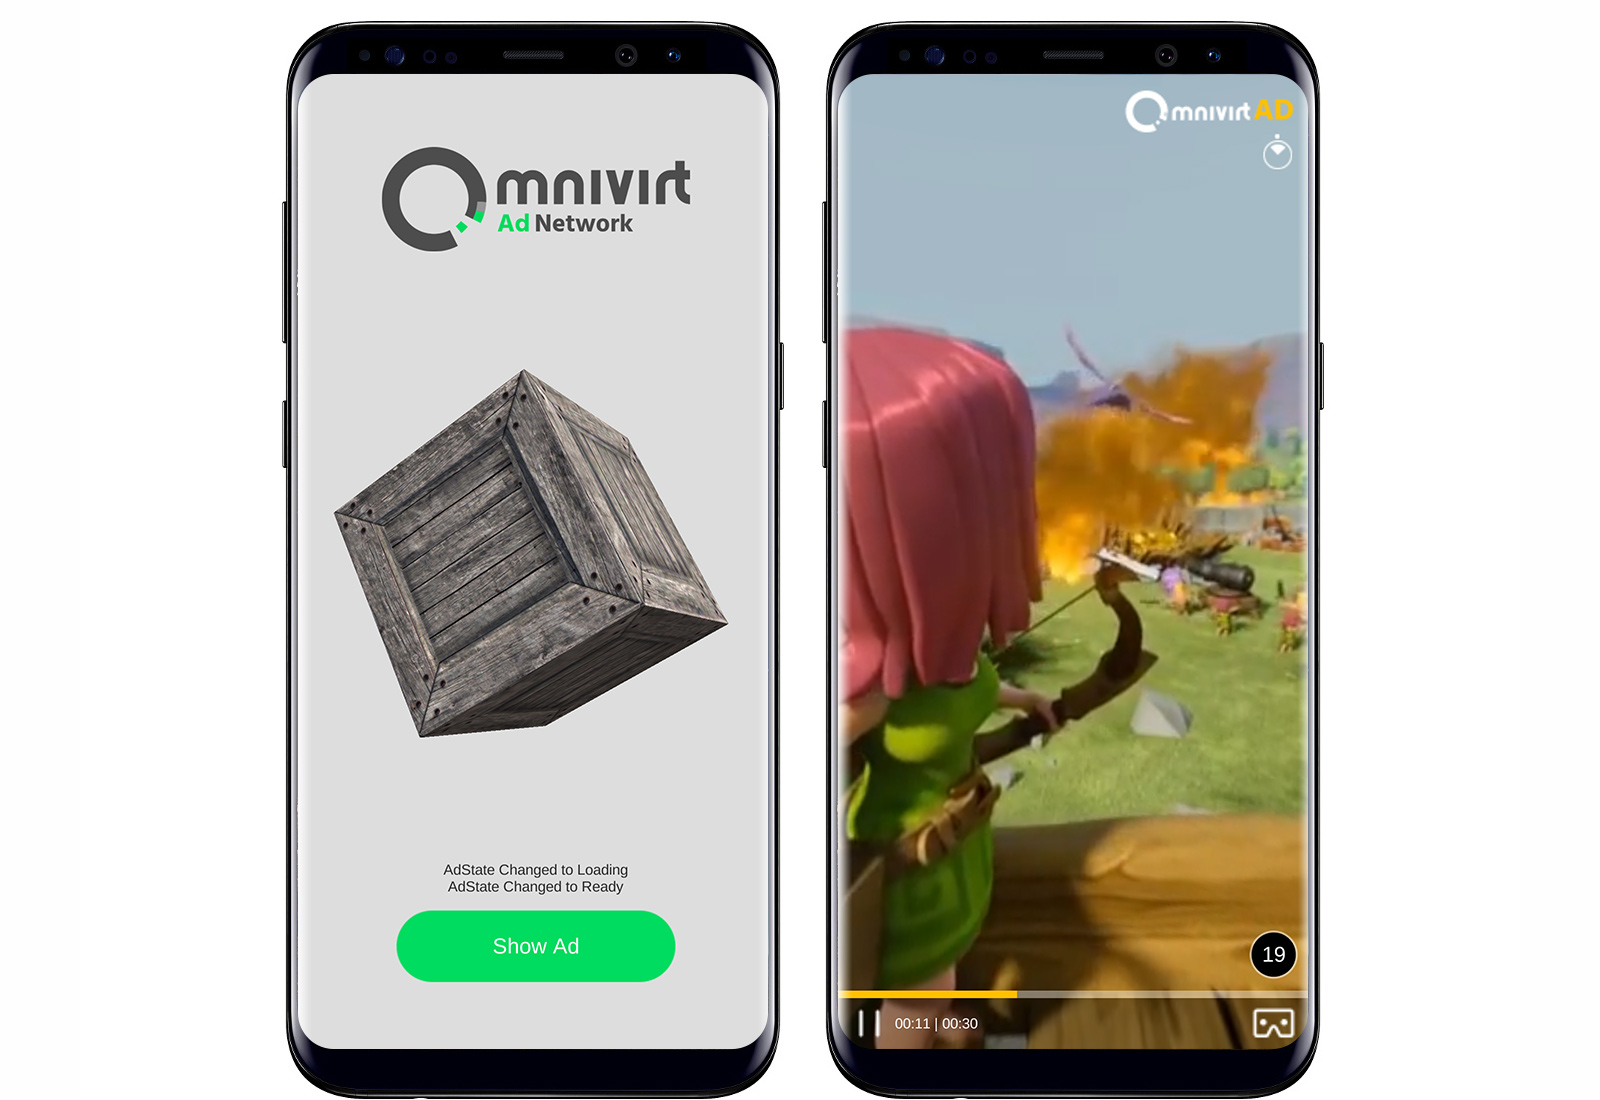 Omnivirt
Ad Network
AdState Changed to Loading
AdState Changed to Ready
Show Ad
Omnivirt AD
19
00:11 | 00:30